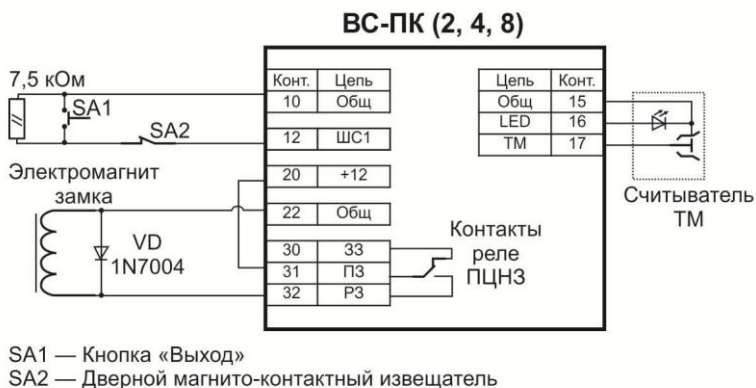 ВС-ПК (2, 4, 8)
7,5 кОм
SA1
SA2
Конт. Цепь
10 Общ
12 ШС1
20 +12
22 Общ
30 ЗЗ
31 ПЗ
32 РЗ
Цепь Конт.
Общ 15
LED 16
TM 17
Электромагнит
замка
VD
1N7004
Контакты
реле
ПЦНЗ
Считыватель
ТМ
SA1 — Кнопка «Выход»
SA2 — Дверной магнито-контактный извещатель